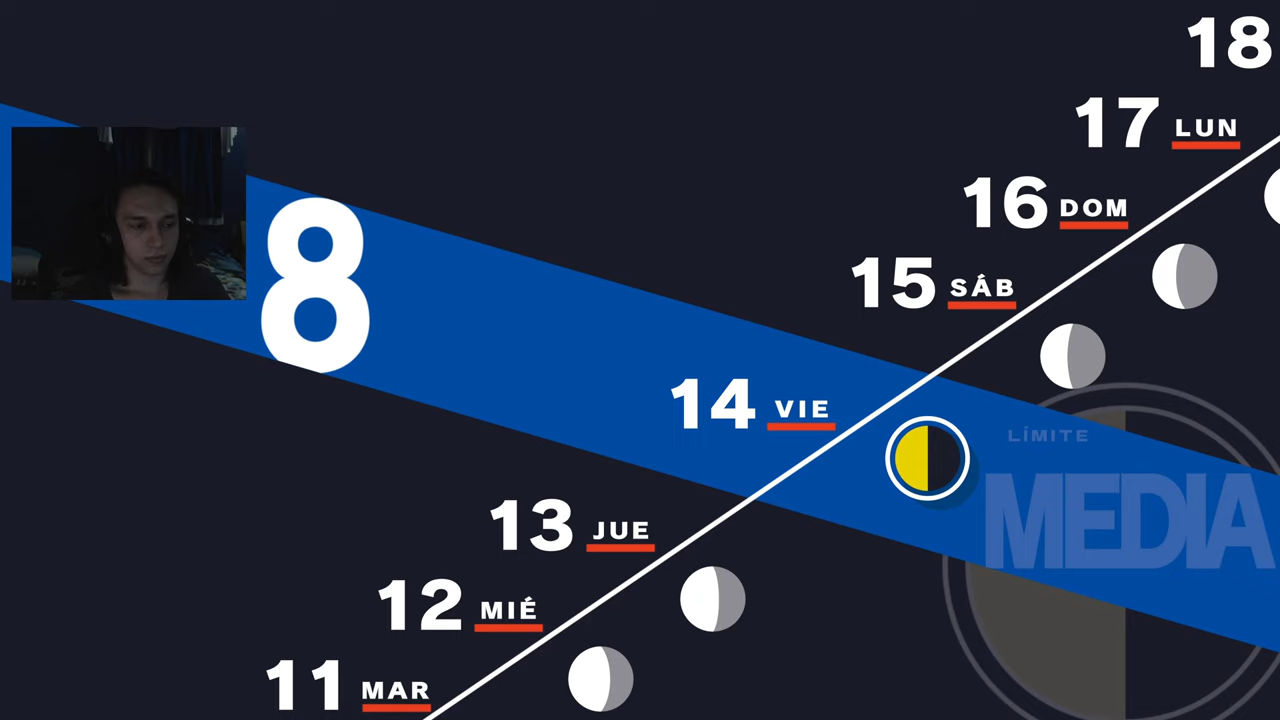 18
17 LUN
16 DOM
15 SÁB
8
14 VIE
LÍMITE
MEDIA
13 JUE
12 MIÉ
11 MAR